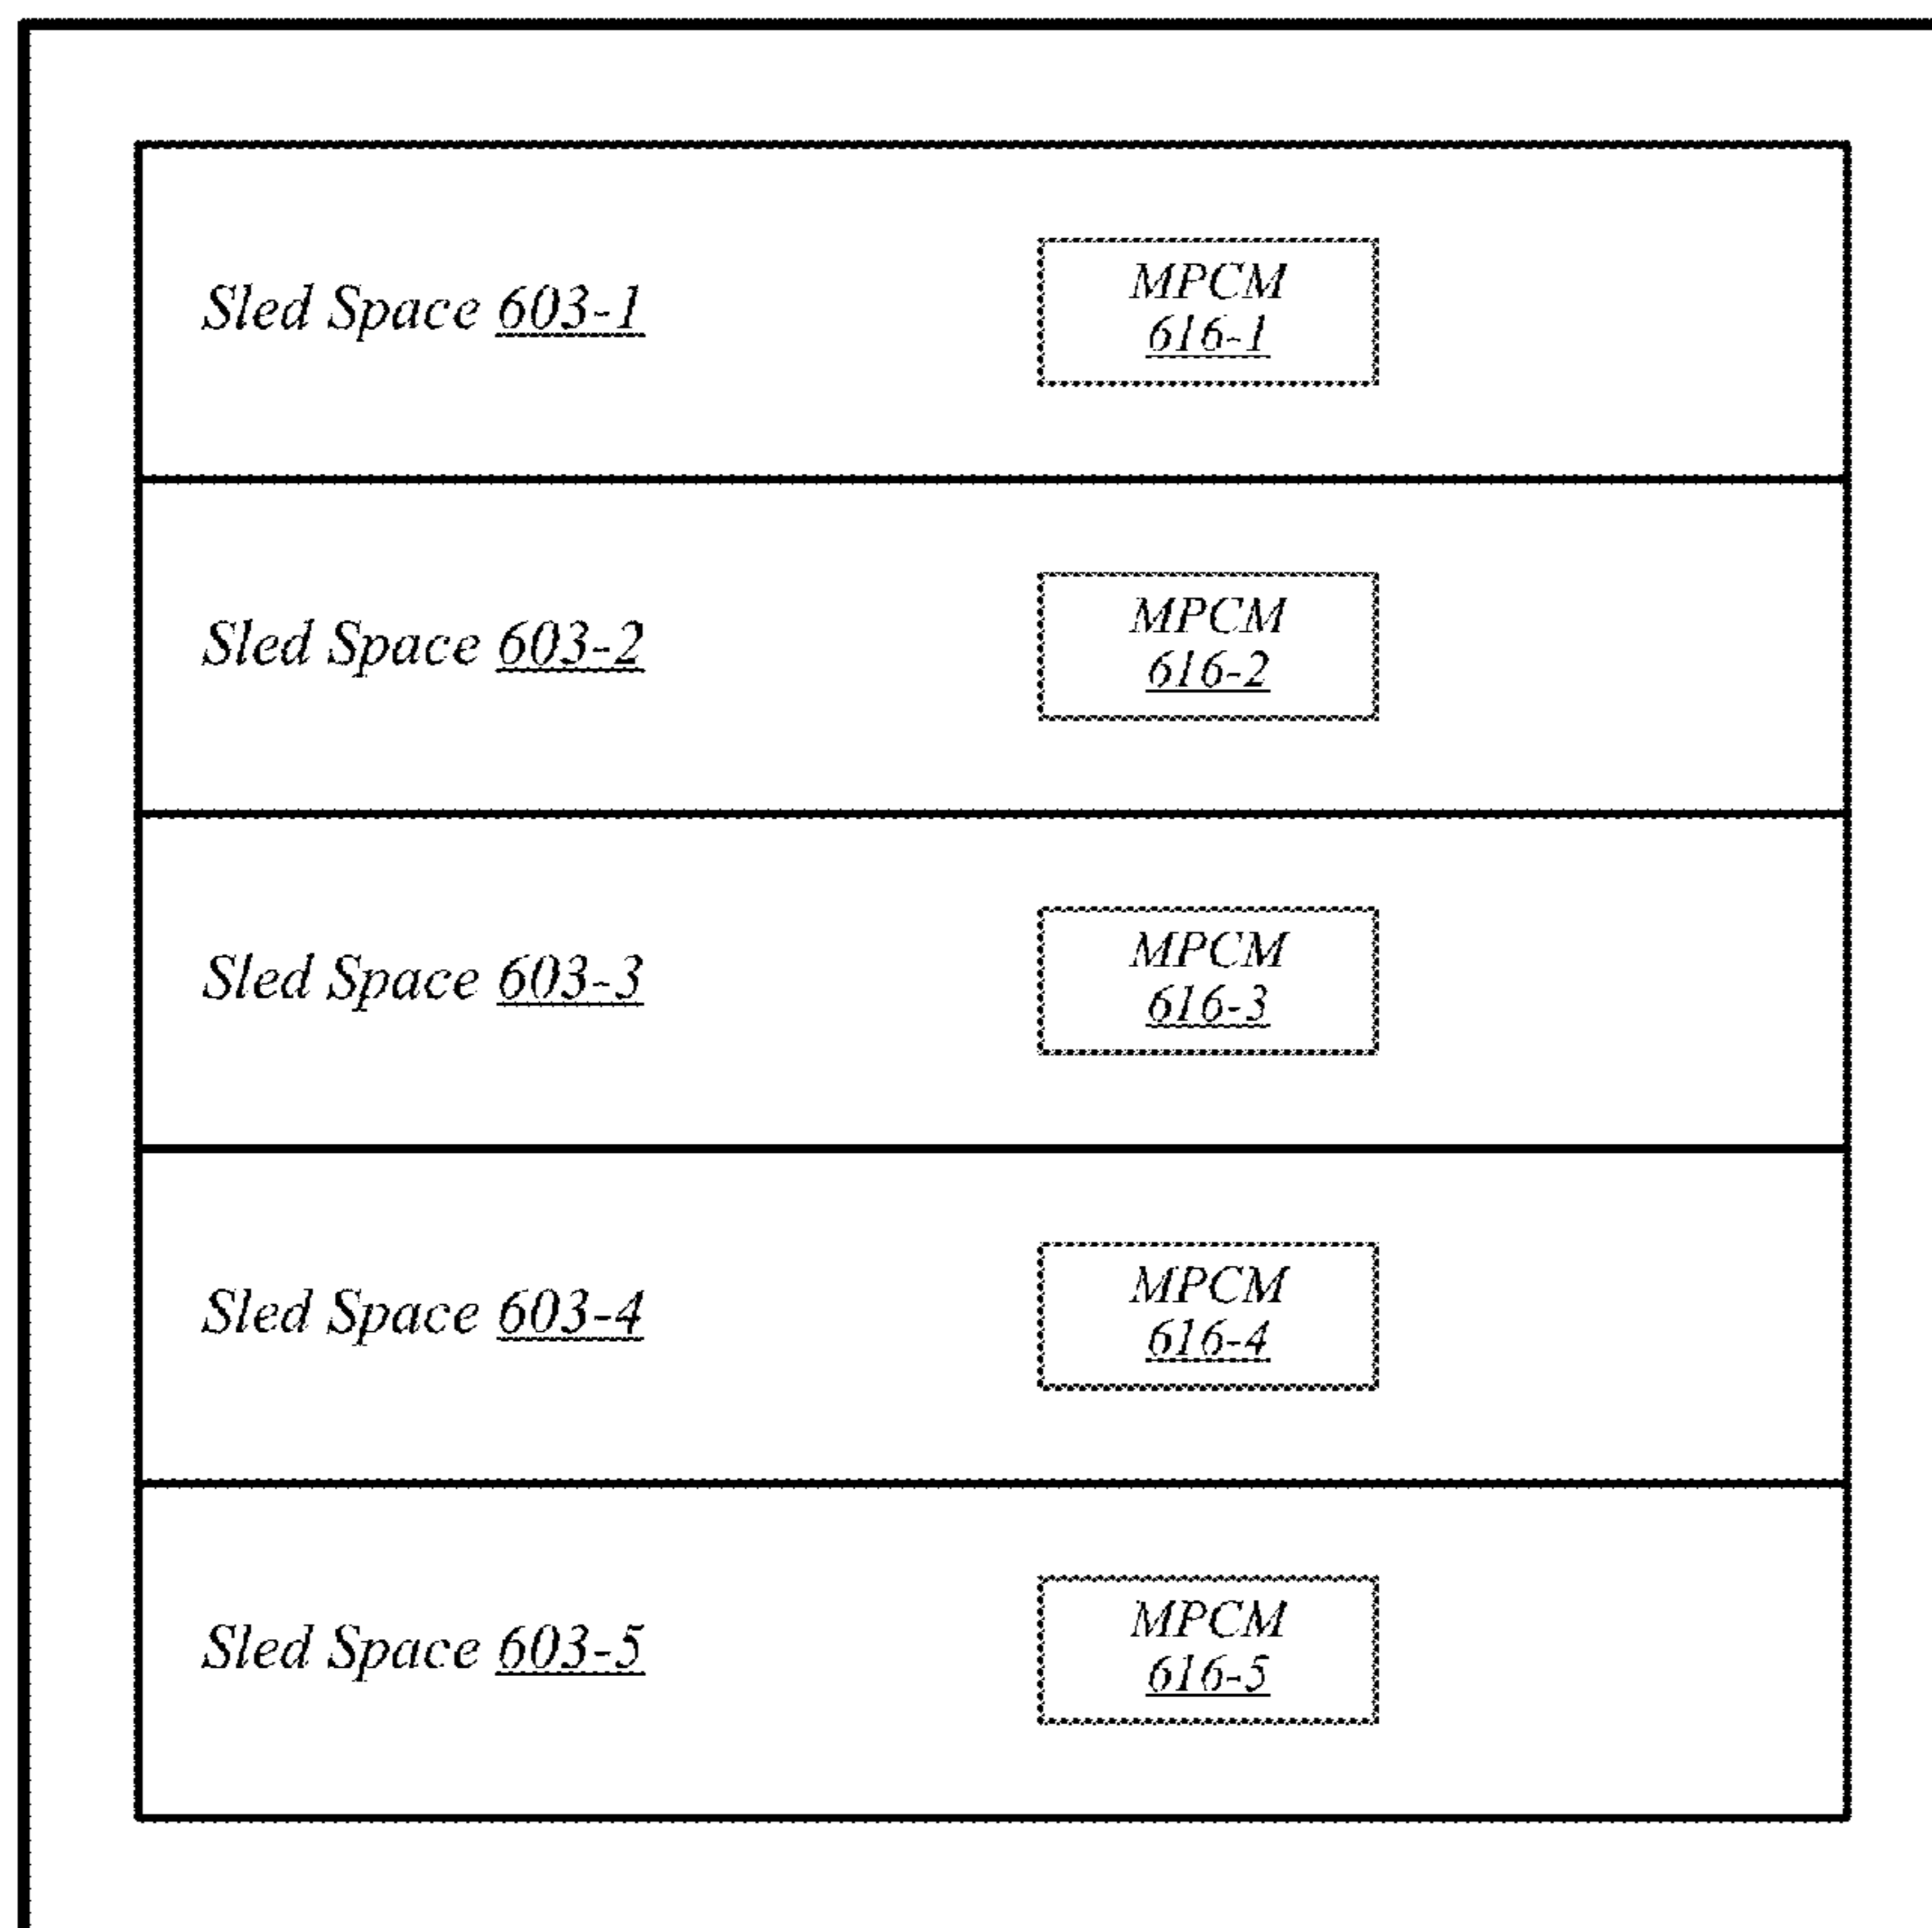 Sled Space 603-1
MPCM
616-1
Sled Space 603-2
MPCM
616-2
Sled Space 603-3
MPCM
616-3
Sled Space 603-4
MPCM
616-4
Sled Space 603-5
MPCM
616-5